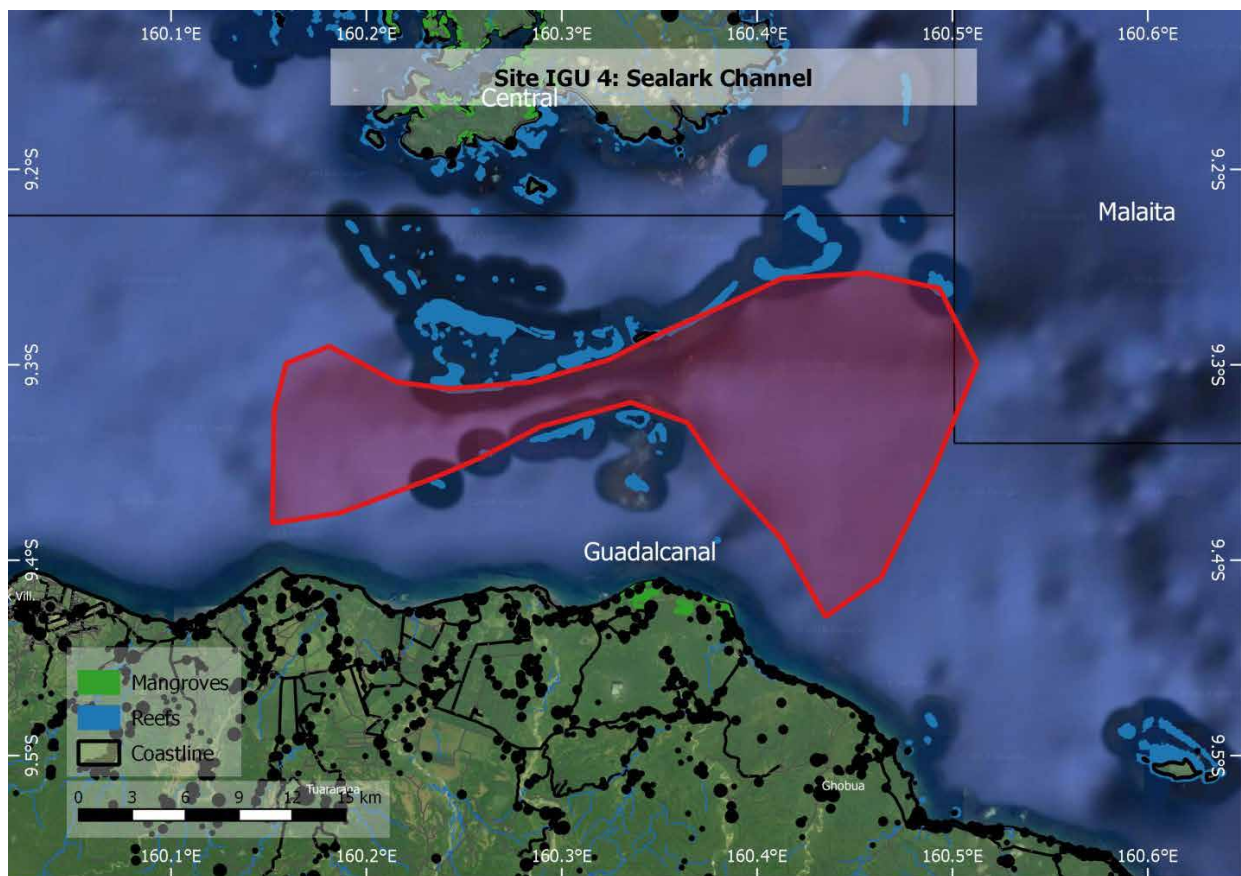 160.1°E 160.2°E 160.3°E 160.4°E 160.5°E 160.6°E
Site IGU 4: Sealark Channel
Central
9.2°S 9.2°S
Malaita
9.3°S 9.3°S
Guadalcanal
9.4°S 9.4°S
Vill.
Mangroves
Reefs
Coastline
9.5°S 9.5°S
Ghobua
0 3 6 9 12 15 km
160.1°E 160.2°E 160.3°E 160.4°E 160.5°E 160.6°E